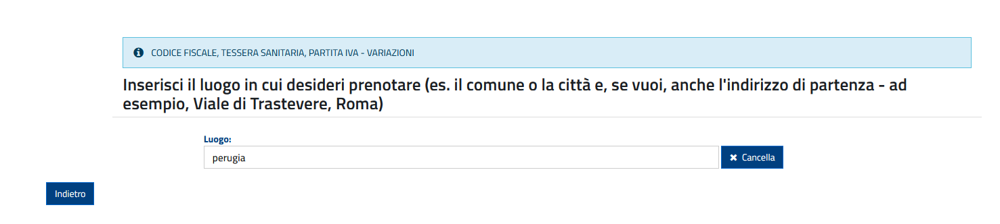 CODICE FISCALE, TESSERA SANITARIA, PARTITA IVA - VARIAZIONI
Inserisci il luogo in cui desideri prenotare (es. il comune o la città e, se vuoi, anche l'indirizzo di partenza - ad
esempio, Viale di Trastevere, Roma)
Luogo:
perugia
Cancella
Indietro